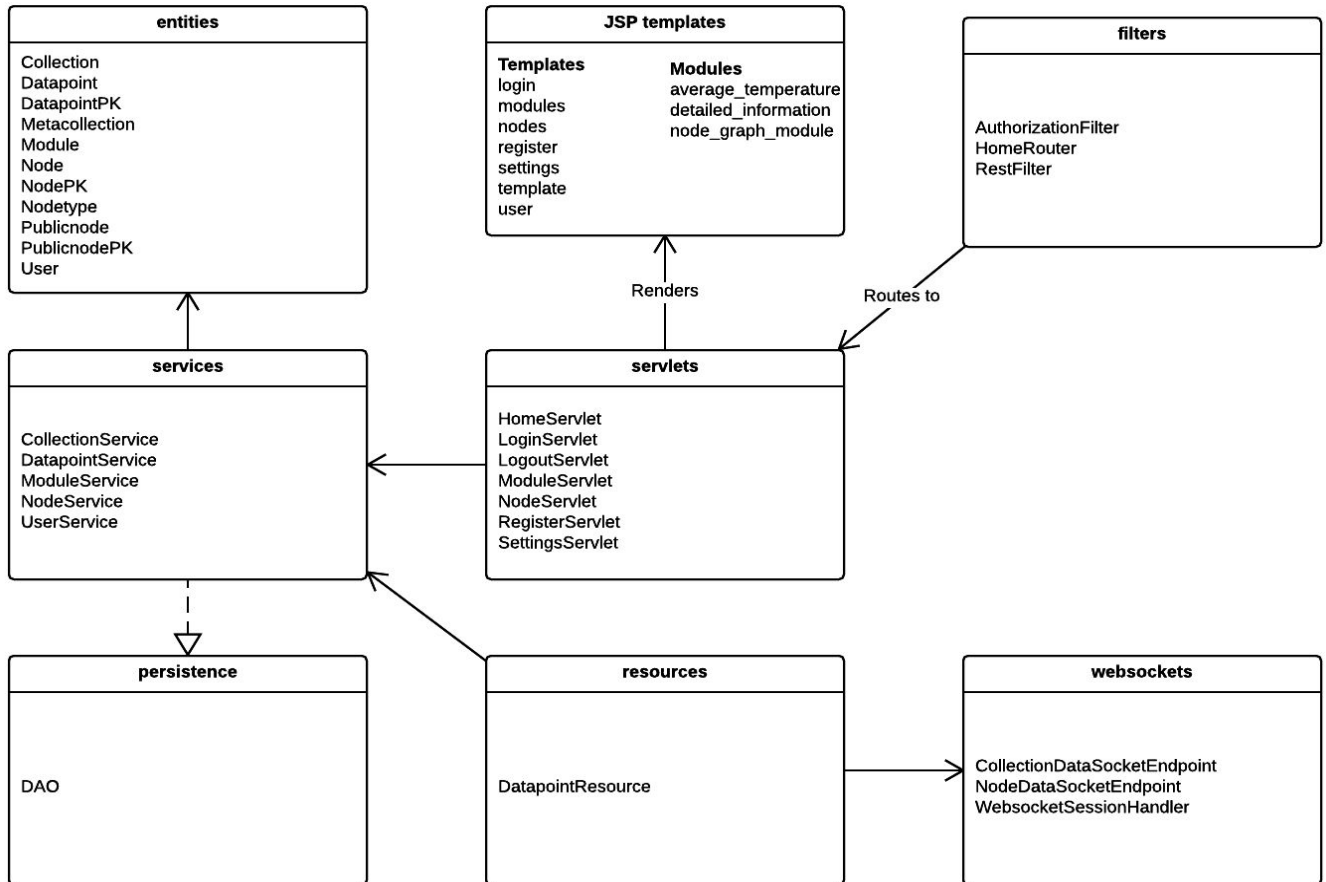 entities
Collection
Datapoint
DatapointPK
Metacollection
Module
Node
NodePK
Nodetype
Publicnode
PublicnodePK
User
JSP templates
Templates
login
modules
nodes
register
settings
template
user
Modules
average_temperature
detailed_information
node_graph_module
filters
AuthorizationFilter
HomeRouter
RestFilter
Renders
Routes to
services
CollectionService
DatapointService
ModuleService
NodeService
UserService
servlets
HomeServlet
LoginServlet
LogoutServlet
ModuleServlet
NodeServlet
RegisterServlet
SettingsServlet
persistence
DAO
resources
DatapointResource
websockets
CollectionDataSocketEndpoint
NodeDataSocketEndpoint
WebsocketSessionHandler